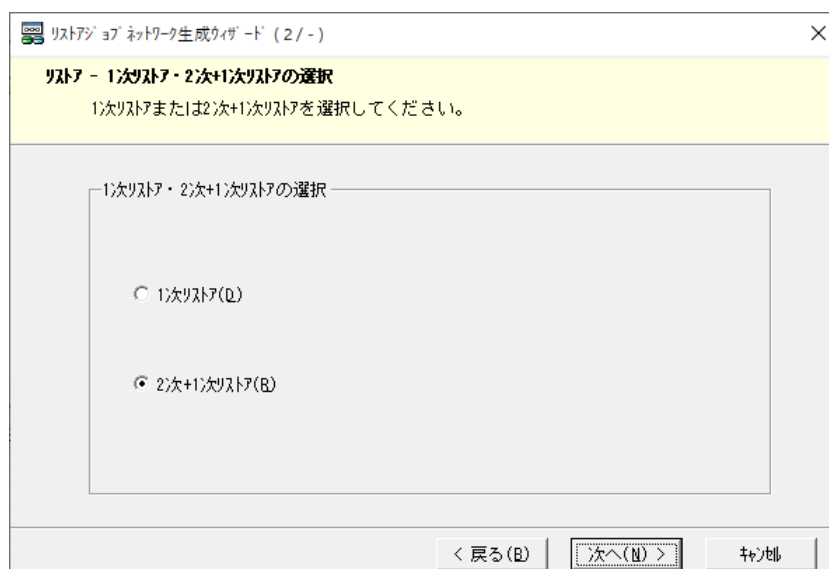 ﾘｽﾄｱｼﾞｮﾌﾞﾈｯﾄﾜｰｸ生成ｳｨｻﾞｰﾄﾞ (2/-)
ﾘｽﾄｱ - 1次ﾘｽﾄｱ・2次+1次ﾘｽﾄｱの選択
1次ﾘｽﾄｱまたは2次+1次ﾘｽﾄｱを選択してください。
1次ﾘｽﾄｱ・2次+1次ﾘｽﾄｱの選択
1次ﾘｽﾄｱ(D)
2次+1次ﾘｽﾄｱ(R)
< 戻る(B)
次へ(N) >
ｷｬﾝｾﾙ